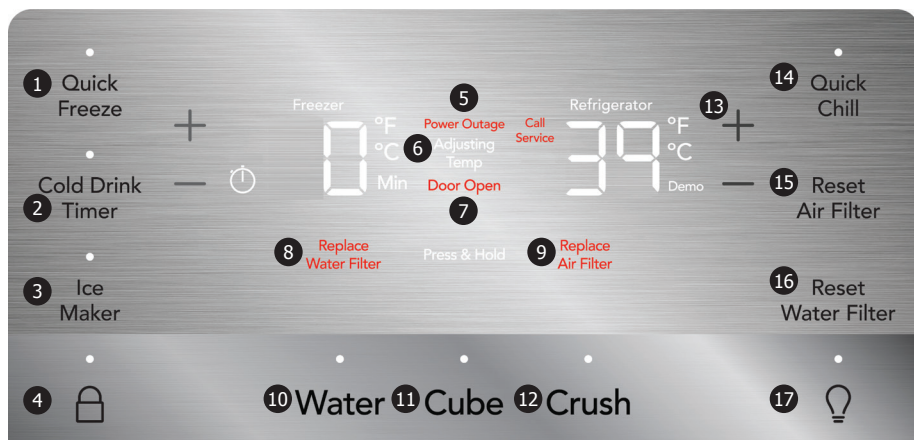 1 Quick
Freeze
Cold Drink
2 Timer
3 Ice
Maker
4
Freezer
0 °F
°C
Min
5
Power Outage
6 Adjusting
Temp
Door Open
7
Call
Service
Refrigerator
39 °F
°C
Demo
8 Replace
Water Filter
Press & Hold
9 Replace
Air Filter
10 Water 11 Cube 12 Crush
13 +
−
14 Quick
Chill
15 Reset
Air Filter
16 Reset
Water Filter
17